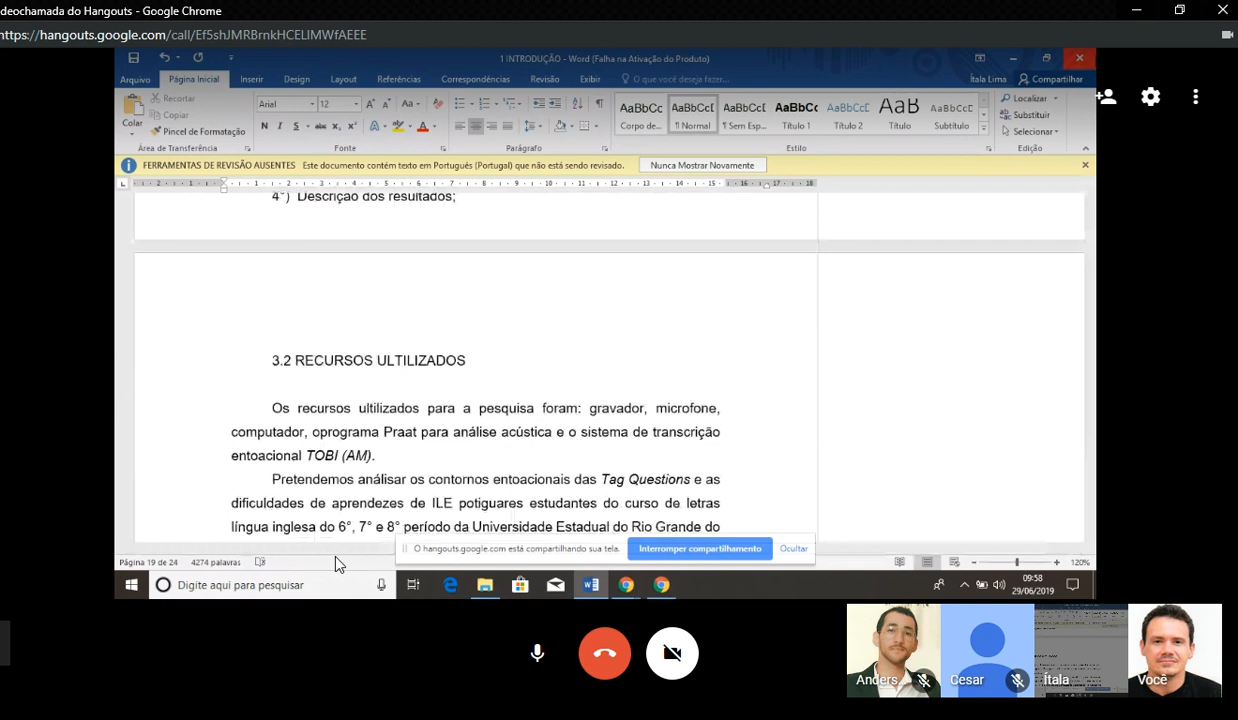 deochamada do Hangouts - Google Chrome
https://hangouts.google.com/call/Ef5shJMRBrnkHCELIMWfAEEE
1 INTRODUÇÃO - Word (Falha na Ativação do Produto)
Arquivo Página Inicial Inserir Design Layout Referências Correspondências Revisão Exibir O que você deseja fazer... Ítala Lima Compartilhar
Colar
Recortar
Copiar
Pincel de Formatação
Área de Transferência
Arial 12
N I S abc
Fonte
Parágrafo
AaBbCc AaBbCcI AaBbCcD AaBbCc AaBbCcD AaB AaBbCcD
Corpo de... ¶ Normal ¶ Sem Esp... Título 1 Título 2 Título Subtítulo
Estilo
Localizar
Substituir
Selecionar
Edição
FERRAMENTAS DE REVISÃO AUSENTES Este documento contém texto em Português (Portugal) que não está sendo revisado. Nunca Mostrar Novamente
4°) Descrição dos resultados;
3.2 RECURSOS ULTILIZADOS
Os recursos ultilizados para a pesquisa foram: gravador, microfone,
computador, oprograma Praat para análise acústica e o sistema de transcrição
entoacional TOBI (AM).
Pretendemos análisar os contornos entoacionais das Tag Questions e as
dificuldades de aprendezes de ILE potiguares estudantes do curso de letras
língua inglesa do 6°, 7° e 8° período da Universidade Estadual do Rio Grande do
O hangouts.google.com está compartilhando sua tela. Interromper compartilhamento Ocultar
Página 19 de 24 4274 palavras 120%
Digite aqui para pesquisar
09:58
29/06/2019
Anders... Cesar Ítala Você